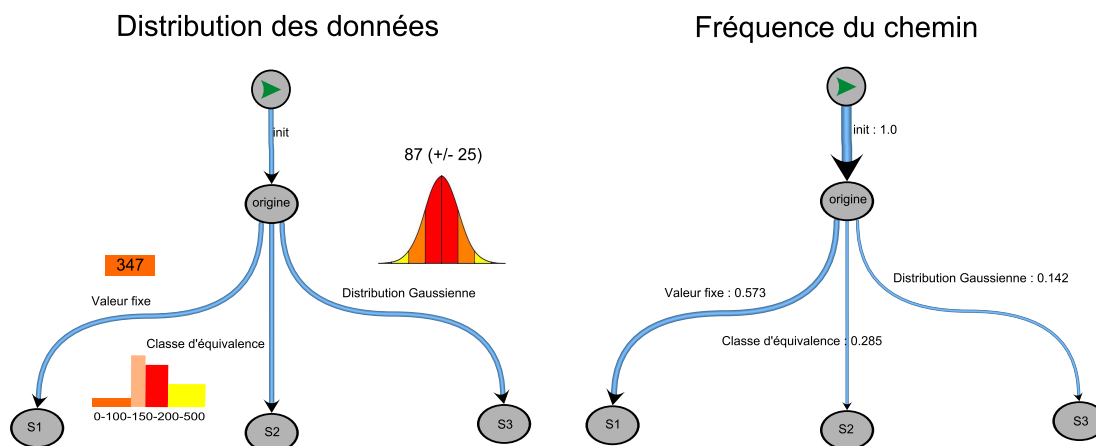 Distribution des données
init
87 (+/- 25)
origine
347
Valeur fixe
Distribution Gaussienne
Classe d'équivalence
0-100-150-200-500
S1
S2
S3
Fréquence du chemin
init : 1.0
origine
Distribution Gaussienne : 0.142
Valeur fixe : 0.573
Classe d'équivalence : 0.285
S1
S2
S3